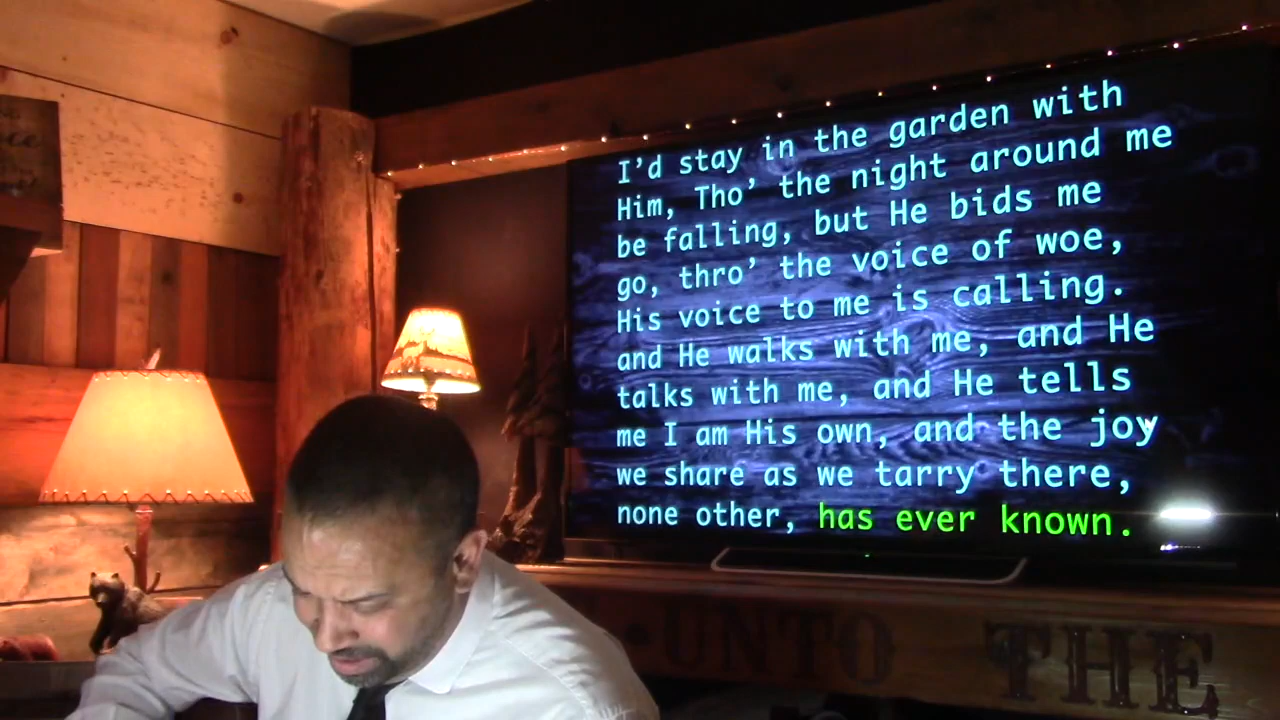 I'd stay in the garden with
Him, Tho' the night around me
be falling, but He bids me
go, thro' the voice of woe,
His voice to me is calling.
and He walks with me, and He
talks with me, and He tells
me I am His own, and the joy
we share as we tarry there,
none other, has ever known.
• UNTO THE